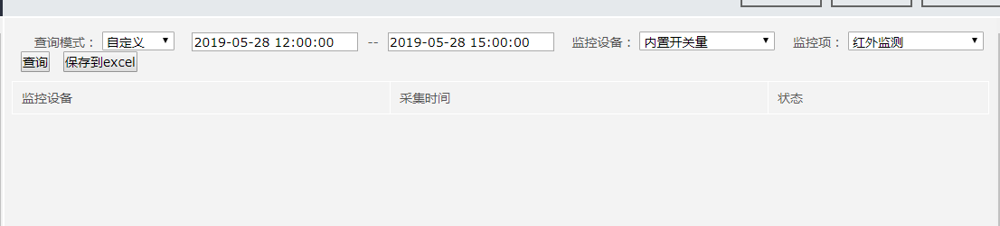 查询模式： 自定义 2019-05-28 12:00:00 -- 2019-05-28 15:00:00 监控设备： 内置开关量 监控项： 红外监测
查询 保存到excel
监控设备 采集时间 状态